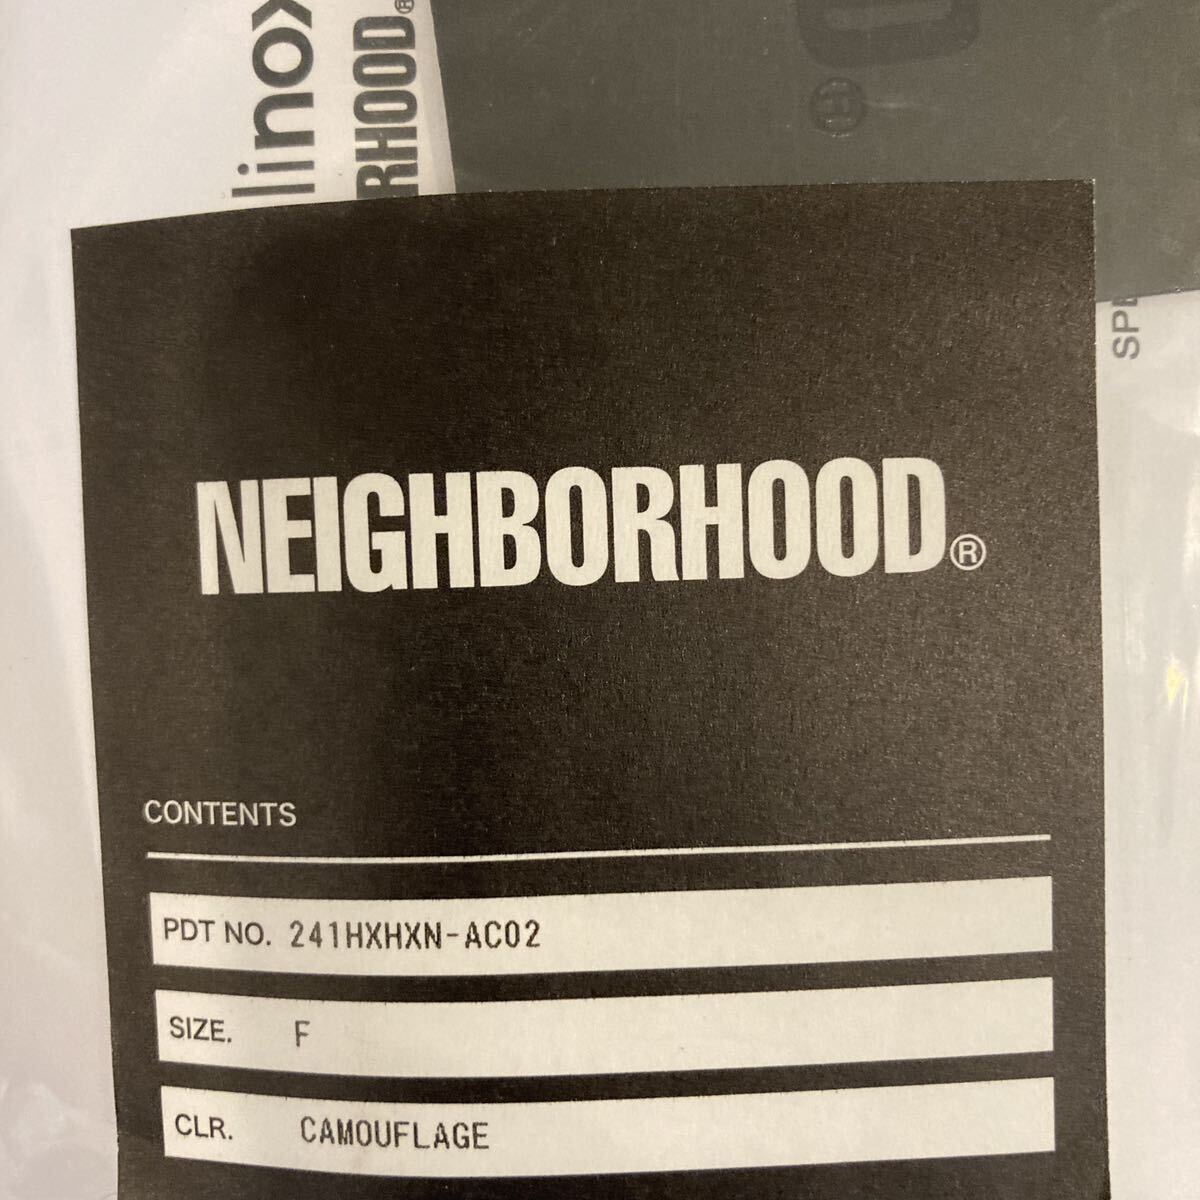 linox
RHOOD®
NEIGHBORHOOD®
CONTENTS
PDT NO. 241HXHXN-AC02
SIZE. F
CLR. CAMOUFLAGE